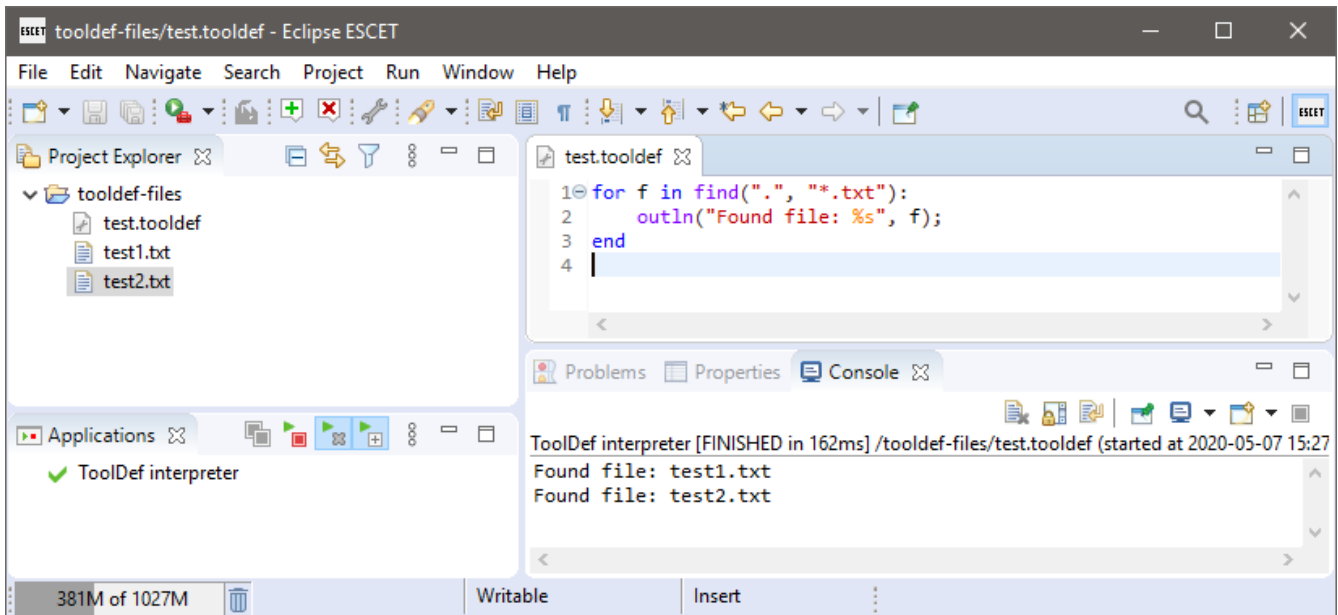 ESCET tooldef-files/test.tooldef - Eclipse ESCET
File Edit Navigate Search Project Run Window Help
ESCET
Project Explorer
tooldef-files
test.tooldef
test1.txt
test2.txt
Applications
ToolDef interpreter
test.tooldef
1 for f in find(".", "*.txt"):
2     outln("Found file: %s", f);
3 end
4
Problems Properties Console
ToolDef interpreter [FINISHED in 162ms] /tooldef-files/test.tooldef (started at 2020-05-07 15:27
Found file: test1.txt
Found file: test2.txt
381M of 1027M Writable Insert